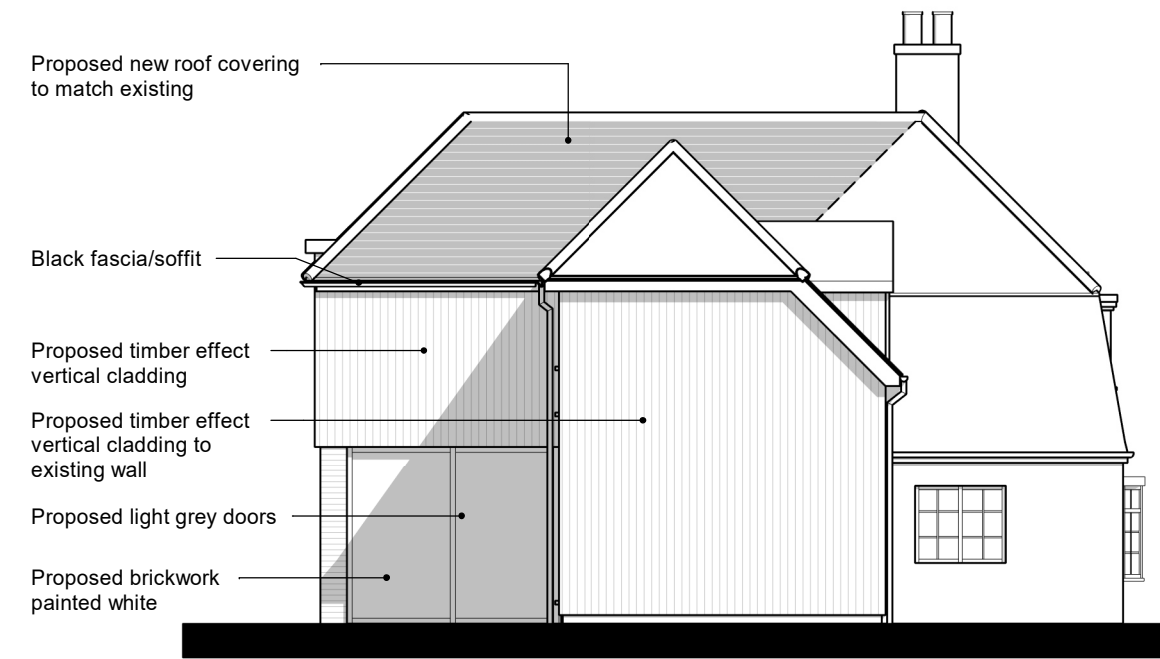 Proposed new roof covering
to match existing
Black fascia/soffit
Proposed timber effect
vertical cladding
Proposed timber effect
vertical cladding to
existing wall
Proposed light grey doors
Proposed brickwork
painted white